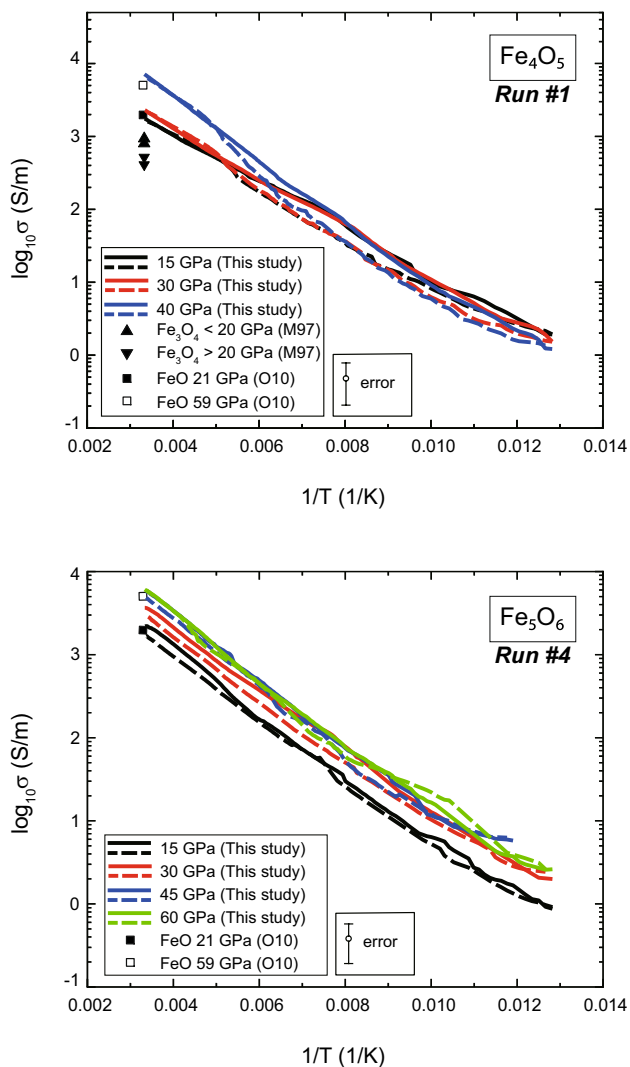 4
Fe₄O₅
Run #1
3
2
1
0
-1
log₁₀σ (S/m)
15 GPa (This study)
30 GPa (This study)
40 GPa (This study)
Fe₃O₄ < 20 GPa (M97)
Fe₃O₄ > 20 GPa (M97)
FeO 21 GPa (O10)
FeO 59 GPa (O10)
error
0.002 0.004 0.006 0.008 0.010 0.012 0.014
1/T (1/K)
4
Fe₅O₆
Run #4
3
2
1
0
-1
log₁₀σ (S/m)
15 GPa (This study)
30 GPa (This study)
45 GPa (This study)
60 GPa (This study)
FeO 21 GPa (O10)
FeO 59 GPa (O10)
error
0.002 0.004 0.006 0.008 0.010 0.012 0.014
1/T (1/K)